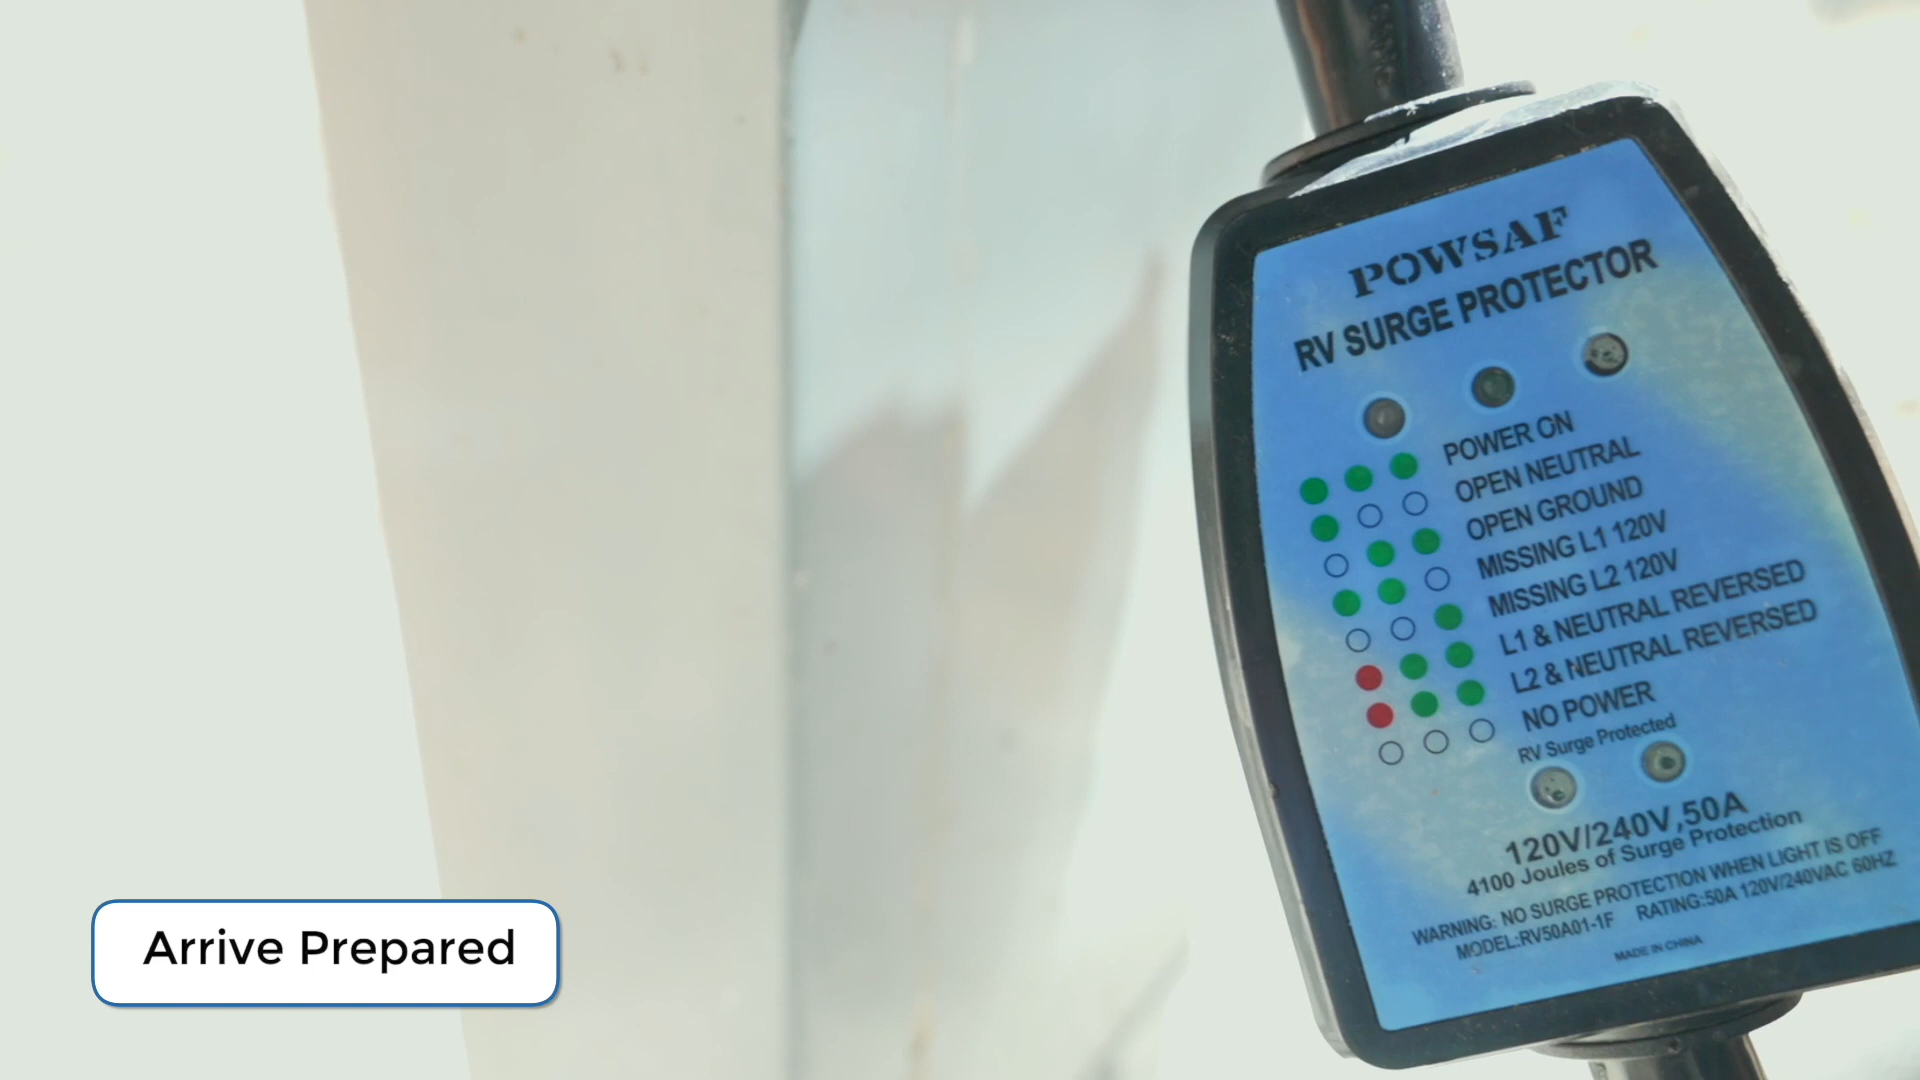 POWSAF
RV SURGE PROTECTOR
POWER ON
OPEN NEUTRAL
OPEN GROUND
MISSING L1 120V
MISSING L2 120V
L1 & NEUTRAL REVERSED
L2 & NEUTRAL REVERSED
NO POWER
RV Surge Protected
120V/240V,50A
4100 Joules of Surge Protection
WARNING: NO SURGE PROTECTION WHEN LIGHT IS OFF
MODEL:RV50A01-1F RATING:50A 120V/240VAC 60HZ
MADE IN CHINA
Arrive Prepared